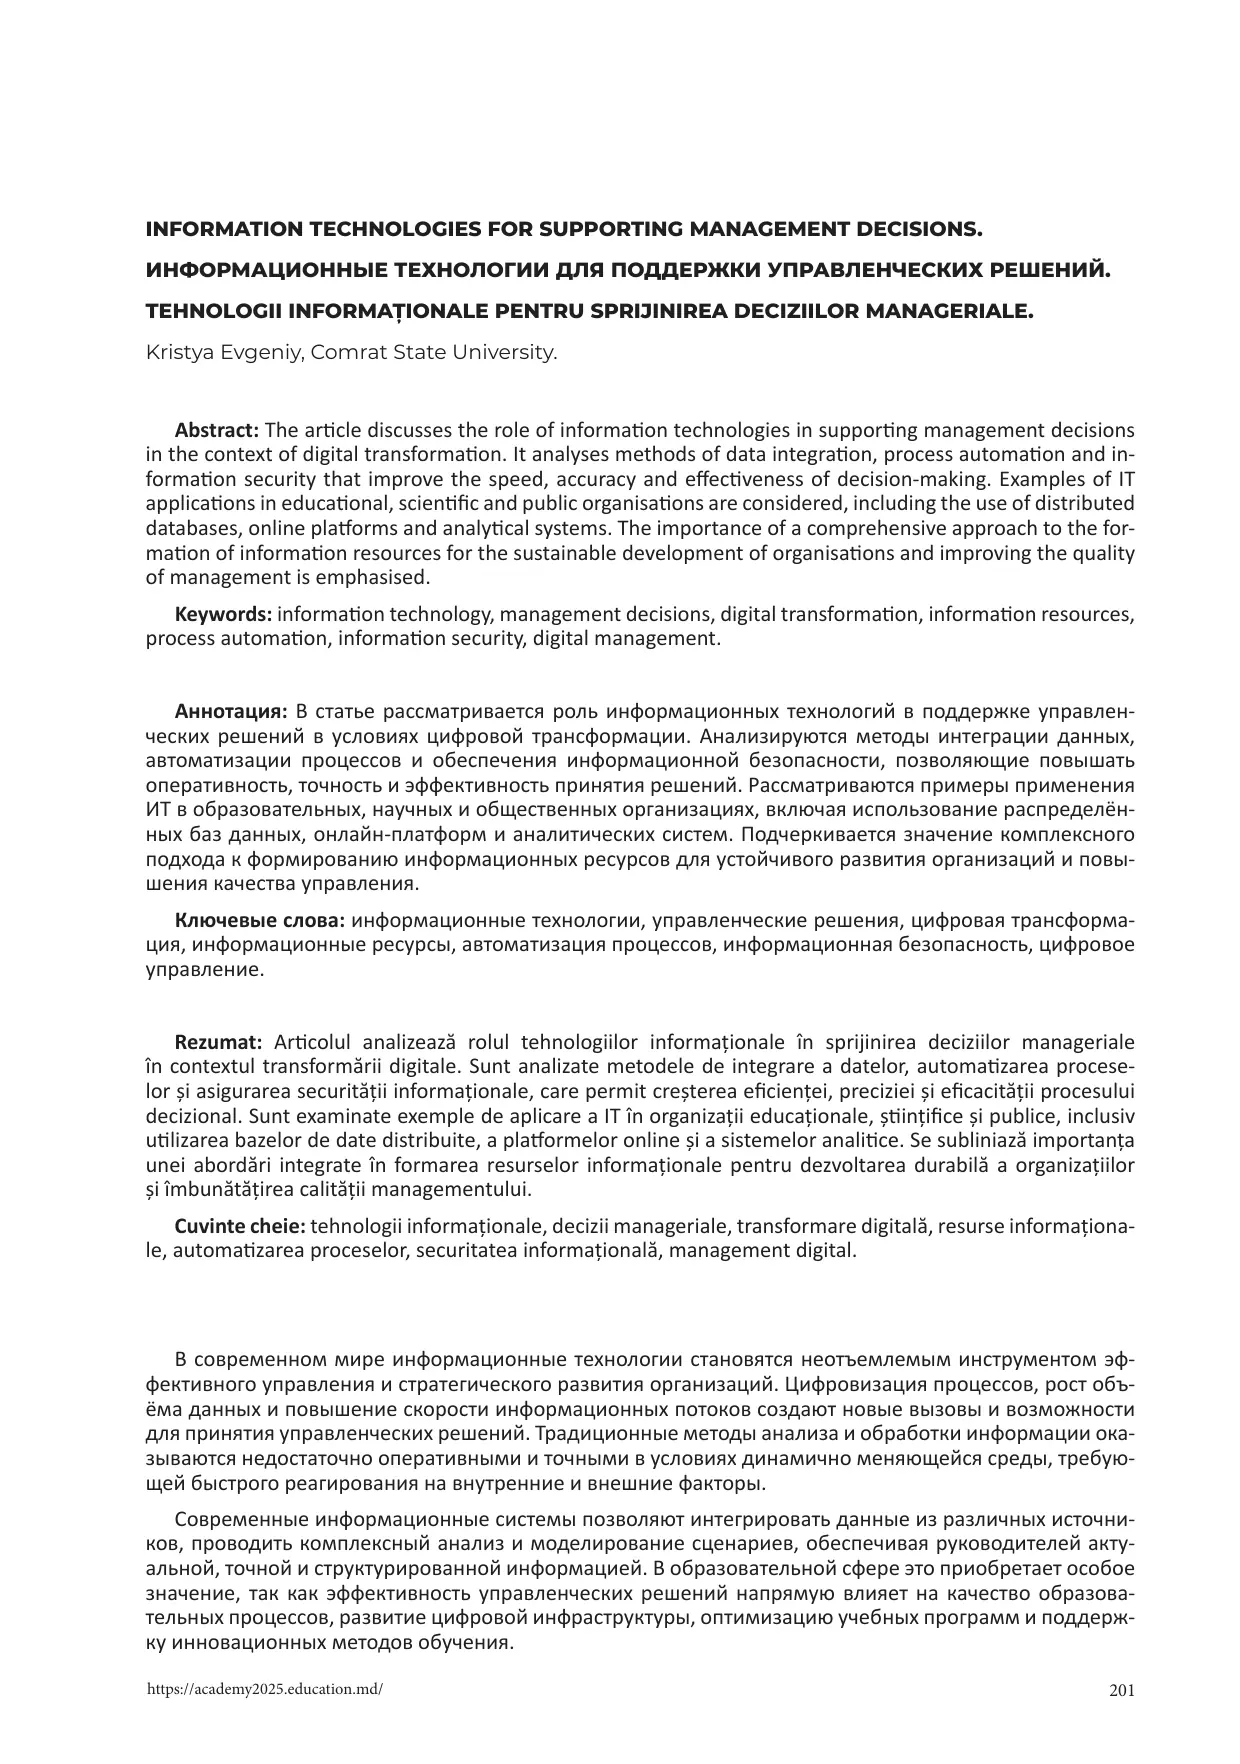 INFORMATION TECHNOLOGIES FOR SUPPORTING MANAGEMENT DECISIONS.
ИНФОРМАЦИОННЫЕ ТЕХНОЛОГИИ ДЛЯ ПОДДЕРЖКИ УПРАВЛЕНЧЕСКИХ РЕШЕНИЙ.
TEHNOLOGII INFORMAȚIONALE PENTRU SPRIJINIREA DECIZIILOR MANAGERIALE.
Kristya Evgeniy, Comrat State University.
Abstract: The article discusses the role of information technologies in supporting management decisions
in the context of digital transformation. It analyses methods of data integration, process automation and in-
formation security that improve the speed, accuracy and effectiveness of decision-making. Examples of IT
applications in educational, scientific and public organisations are considered, including the use of distributed
databases, online platforms and analytical systems. The importance of a comprehensive approach to the for-
mation of information resources for the sustainable development of organisations and improving the quality
of management is emphasised.
Keywords: information technology, management decisions, digital transformation, information resources,
process automation, information security, digital management.
Аннотация: В статье рассматривается роль информационных технологий в поддержке управлен-
ческих решений в условиях цифровой трансформации. Анализируются методы интеграции данных,
автоматизации процессов и обеспечения информационной безопасности, позволяющие повышать
оперативность, точность и эффективность принятия решений. Рассматриваются примеры применения
ИТ в образовательных, научных и общественных организациях, включая использование распределён-
ных баз данных, онлайн-платформ и аналитических систем. Подчеркивается значение комплексного
подхода к формированию информационных ресурсов для устойчивого развития организаций и повы-
шения качества управления.
Ключевые слова: информационные технологии, управленческие решения, цифровая трансформа-
ция, информационные ресурсы, автоматизация процессов, информационная безопасность, цифровое
управление.
Rezumat: Articolul analizează rolul tehnologiilor informaționale în sprijinirea deciziilor manageriale
în contextul transformării digitale. Sunt analizate metodele de integrare a datelor, automatizarea procese-
lor și asigurarea securității informaționale, care permit creșterea eficienței, preciziei și eficacității procesului
decizional. Sunt examinate exemple de aplicare a IT în organizații educaționale, științifice și publice, inclusiv
utilizarea bazelor de date distribuite, a platformelor online și a sistemelor analitice. Se subliniază importanța
unei abordări integrate în formarea resurselor informaționale pentru dezvoltarea durabilă a organizațiilor
și îmbunătățirea calității managementului.
Cuvinte cheie: tehnologii informaționale, decizii manageriale, transformare digitală, resurse informaționa-
le, automatizarea proceselor, securitatea informațională, management digital.
В современном мире информационные технологии становятся неотъемлемым инструментом эф-
фективного управления и стратегического развития организаций. Цифровизация процессов, рост объ-
ёма данных и повышение скорости информационных потоков создают новые вызовы и возможности
для принятия управленческих решений. Традиционные методы анализа и обработки информации ока-
зываются недостаточно оперативными и точными в условиях динамично меняющейся среды, требую-
щей быстрого реагирования на внутренние и внешние факторы.
Современные информационные системы позволяют интегрировать данные из различных источни-
ков, проводить комплексный анализ и моделирование сценариев, обеспечивая руководителей акту-
альной, точной и структурированной информацией. В образовательной сфере это приобретает особое
значение, так как эффективность управленческих решений напрямую влияет на качество образова-
тельных процессов, развитие цифровой инфраструктуры, оптимизацию учебных программ и поддерж-
ку инновационных методов обучения.
https://academy2025.education.md/
201